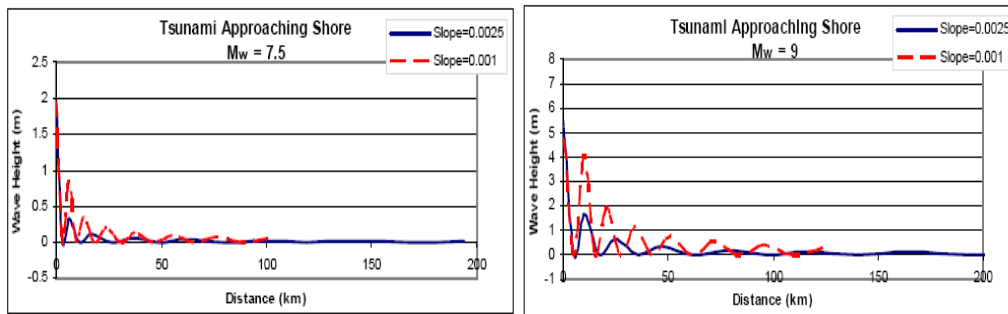 Tsunami Approaching Shore
Mw = 7.5
Slope=0.0025
Slope=0.001
2.5
2
1.5
1
0.5
0
-0.5
Wave Height (m)
0
50
100
150
200
Distance (km)
Tsunami Approaching Shore
Mw = 9
Slope=0.0025
Slope=0.001
8
7
6
5
4
3
2
1
0
-1
Wave Height (m)
0
50
100
150
200
Distance (km)